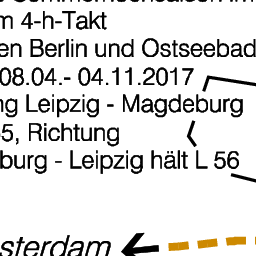 m 4-h-Takt
en Berlin und Ostseebad
08.04.- 04.11.2017
ng Leipzig - Magdeburg
5, Richtung
burg - Leipzig hält L 56
sterdam